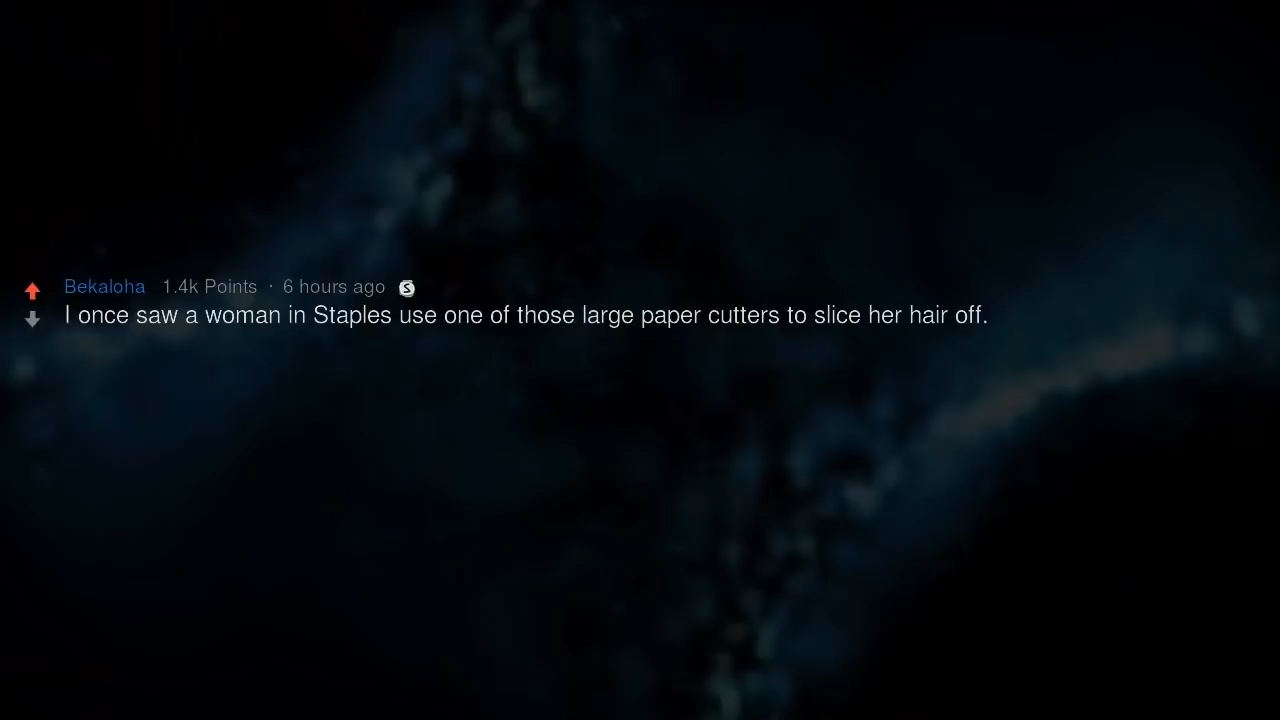 Bekaloha 1.4k Points · 6 hours ago S
I once saw a woman in Staples use one of those large paper cutters to slice her hair off.